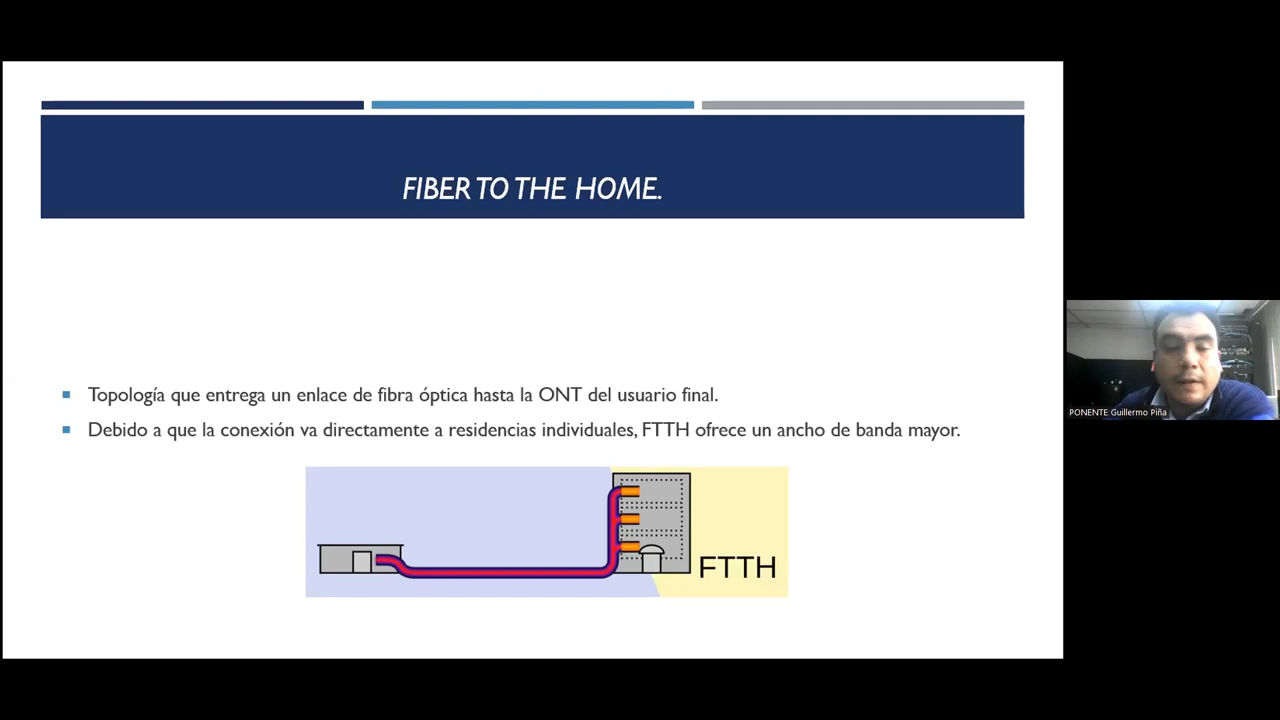 FIBER TO THE HOME.
Topología que entrega un enlace de fibra óptica hasta la ONT del usuario final.
Debido a que la conexión va directamente a residencias individuales, FTTH ofrece un ancho de banda mayor.
FTTH
PONENTE Guillermo Piña